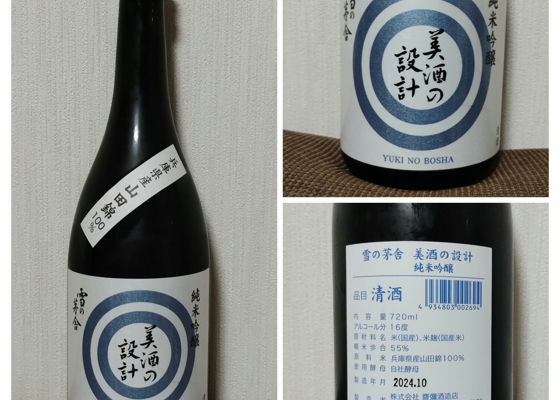 兵庫県産
山田錦
100%
純米吟醸
雪の茅舎
美酒の
設計
純米吟醸
美酒の
設計
YUKI NO BOSHA
雪の茅舎 美酒の設計
純米吟醸
品目 清酒
4 934803 002694
内容量 720ml
アルコール分 16度
原材料名 米(国産)、米麹(国産米)
精米歩合 55%
原料米 兵庫県産山田錦100%
使用酵母 自社酵母
製造年月 2024.10
株式会社 齋彌酒造店